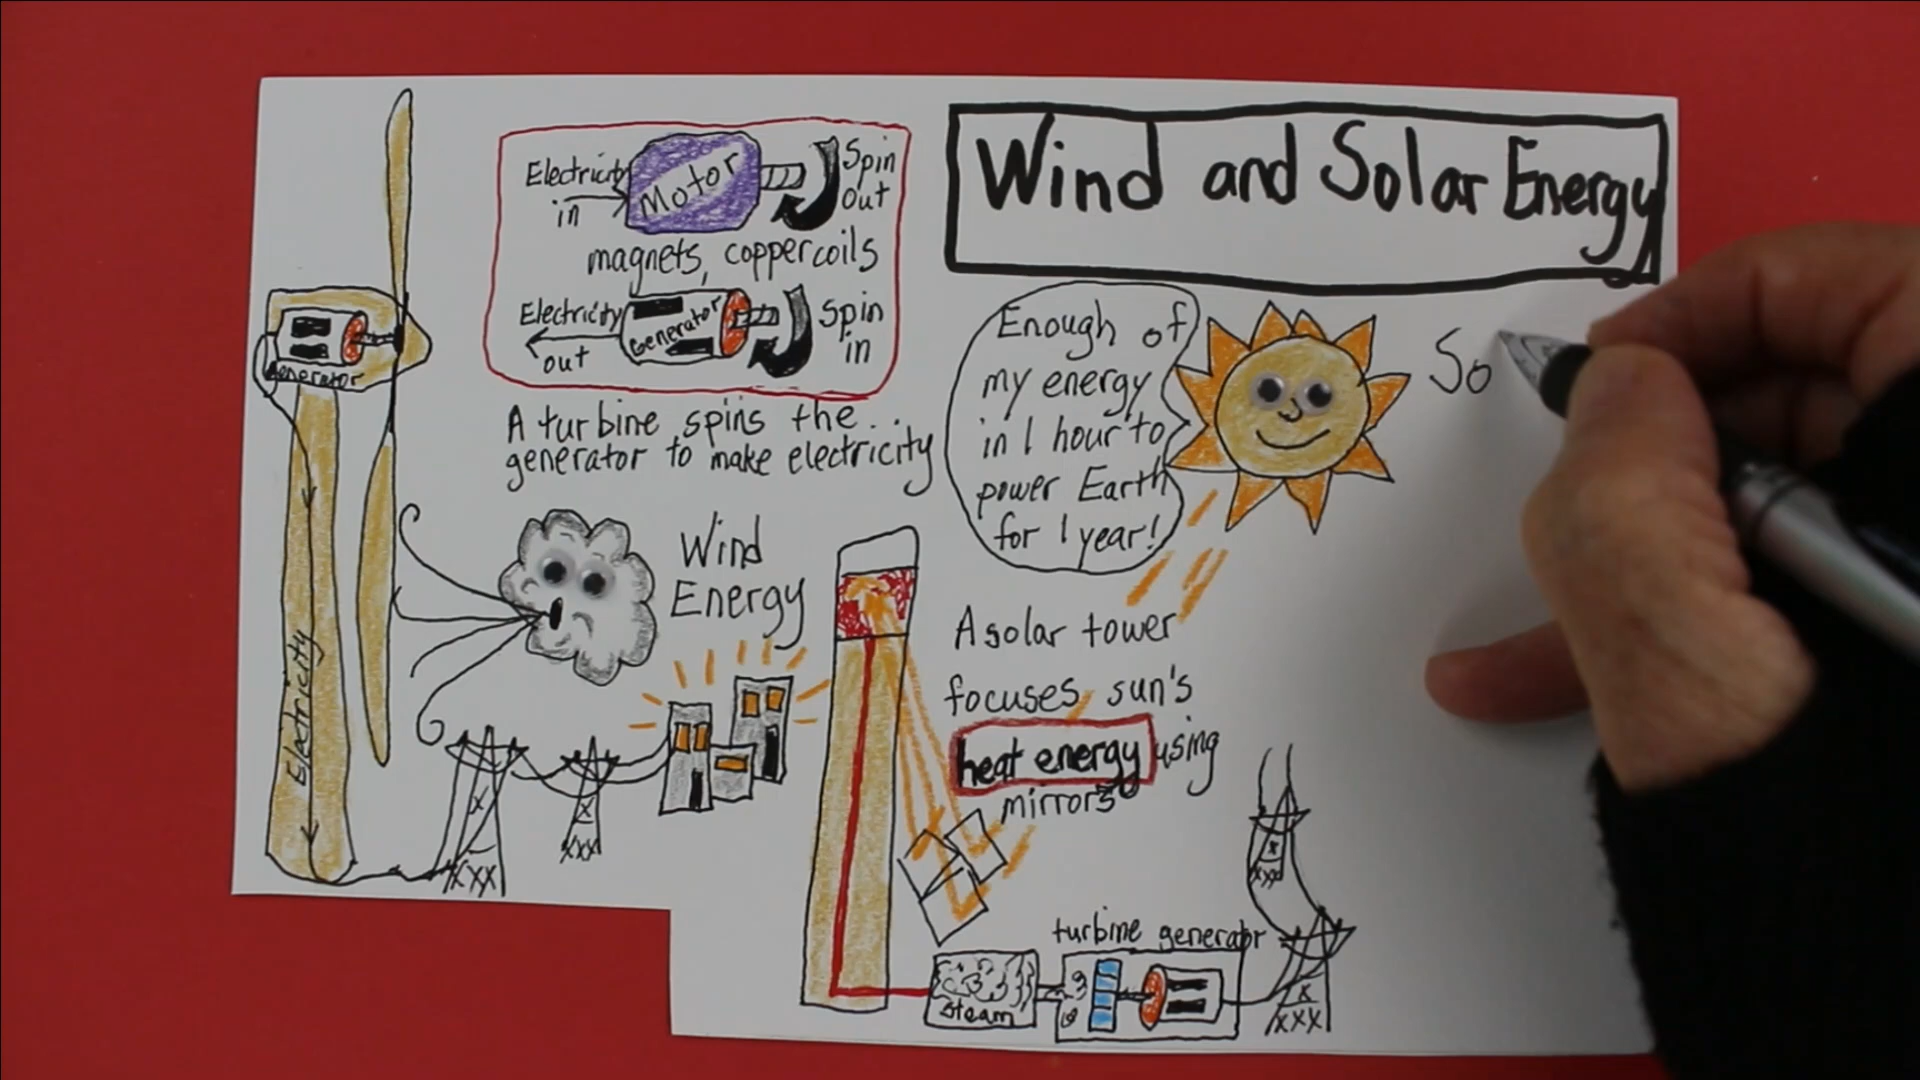 Wind and Solar Energy
Electricity
in
Motor
Spin
out
magnets, copper coils
Electricity
out
Generator
Spin
in
A turbine spins the
generator to make electricity
Generator
Electricity
Wind
Energy
Enough of
my energy
in 1 hour to
power Earth
for 1 year!
So
A solar tower
focuses sun's
heat energy using
mirrors
steam
turbine generator